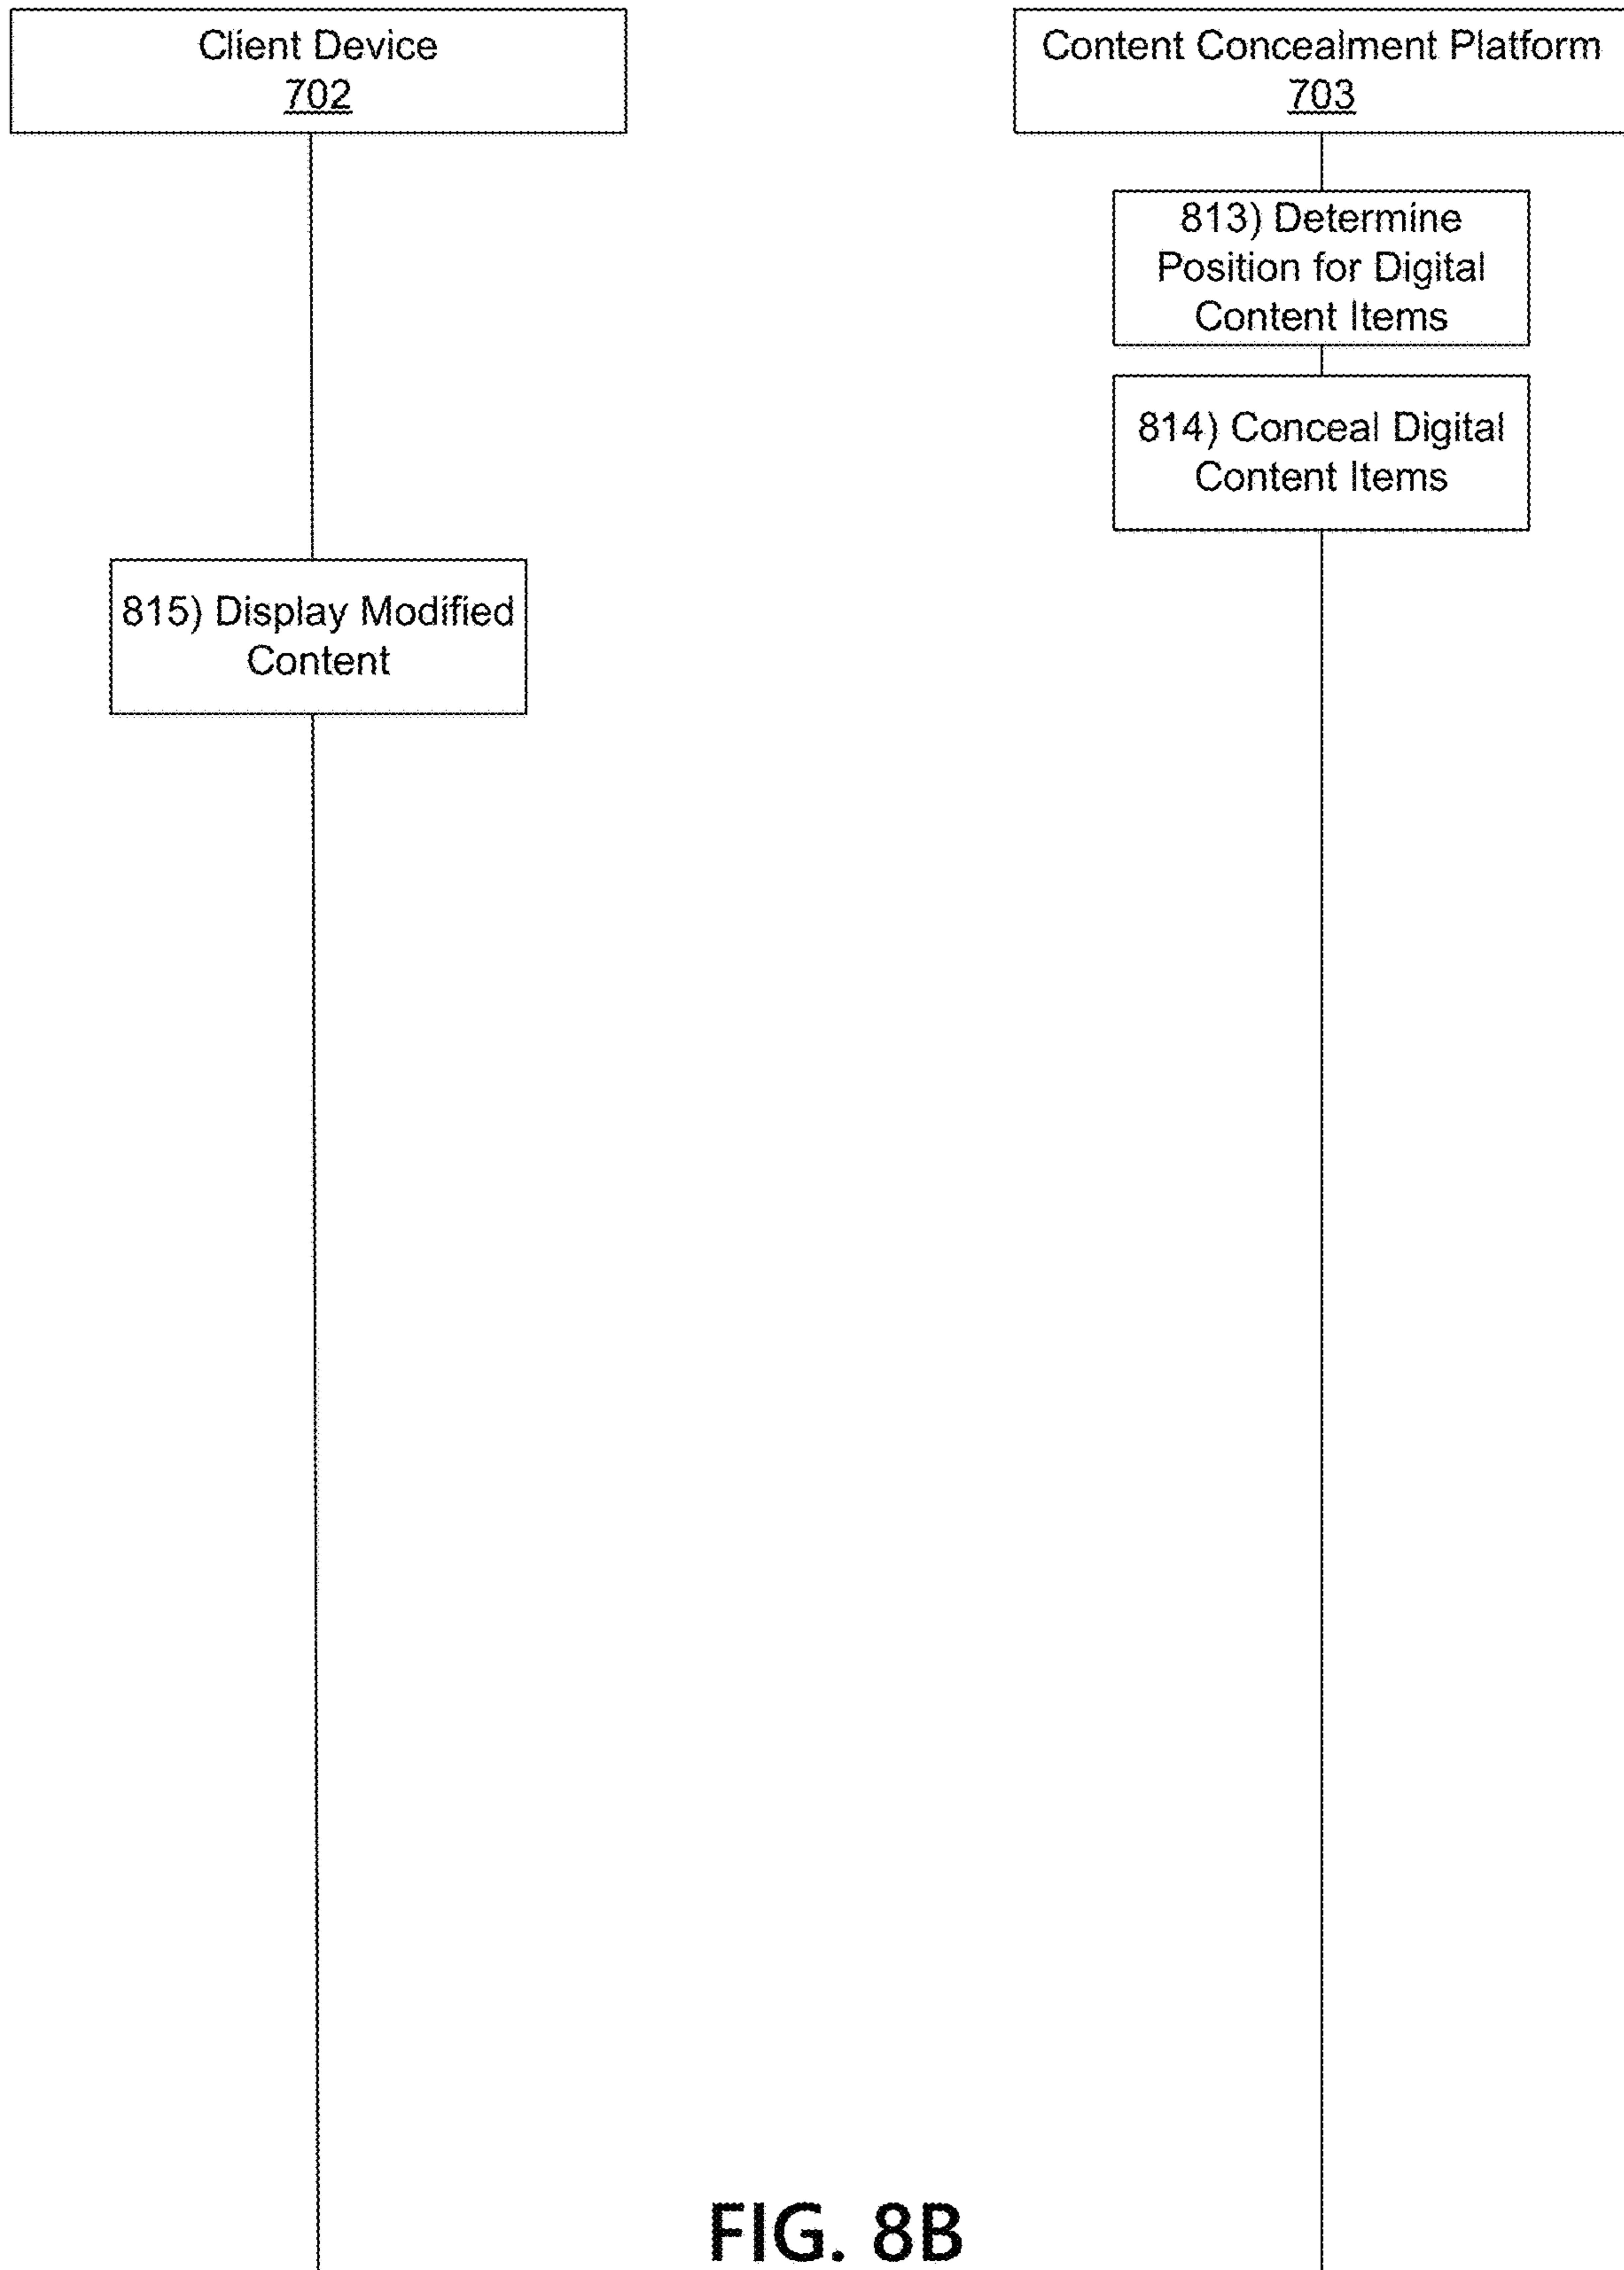 Client Device
702
Content Concealment Platform
703
813) Determine
Position for Digital
Content Items
814) Conceal Digital
Content Items
815) Display Modified
Content
FIG. 8B